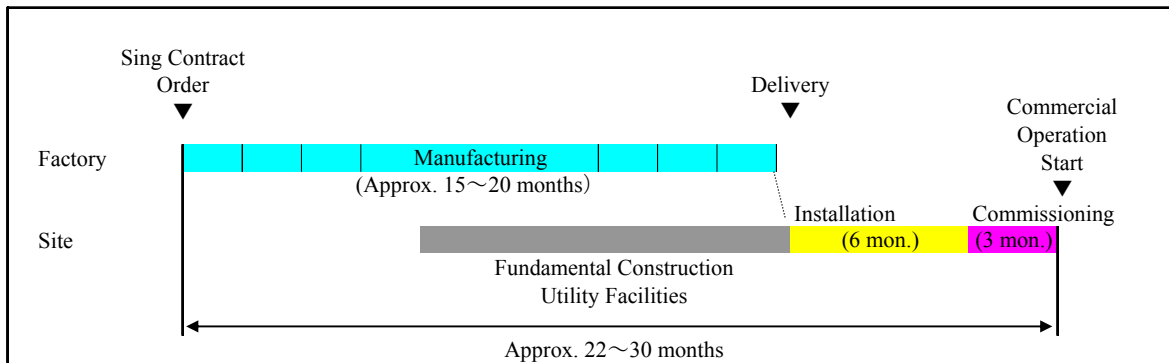 Sing Contract
Order
Delivery
Commercial
Operation
Start
Factory
Manufacturing
(Approx. 15～20 months）
Installation
Commissioning
Site
(6 mon.)
(3 mon.)
Fundamental Construction
Utility Facilities
Approx. 22～30 months